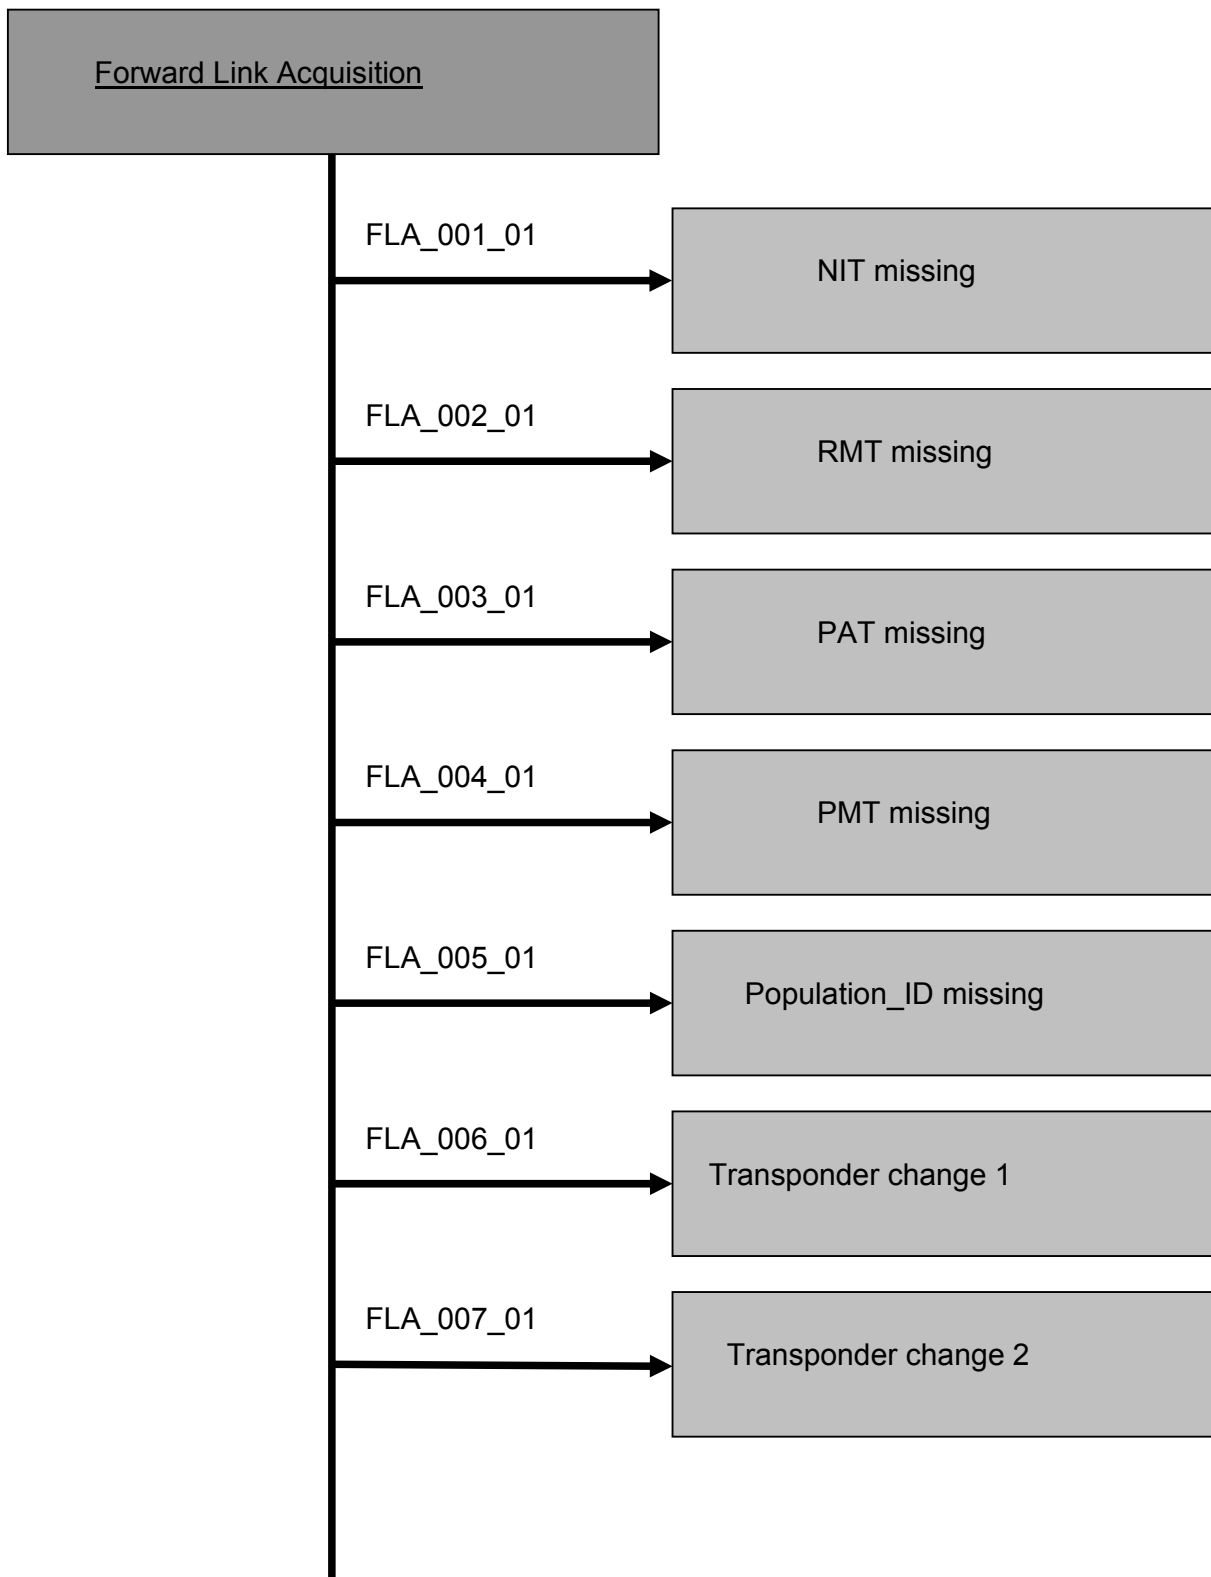 Forward Link Acquisition
FLA_001_01
NIT missing
FLA_002_01
RMT missing
FLA_003_01
PAT missing
FLA_004_01
PMT missing
FLA_005_01
Population_ID missing
FLA_006_01
Transponder change 1
FLA_007_01
Transponder change 2